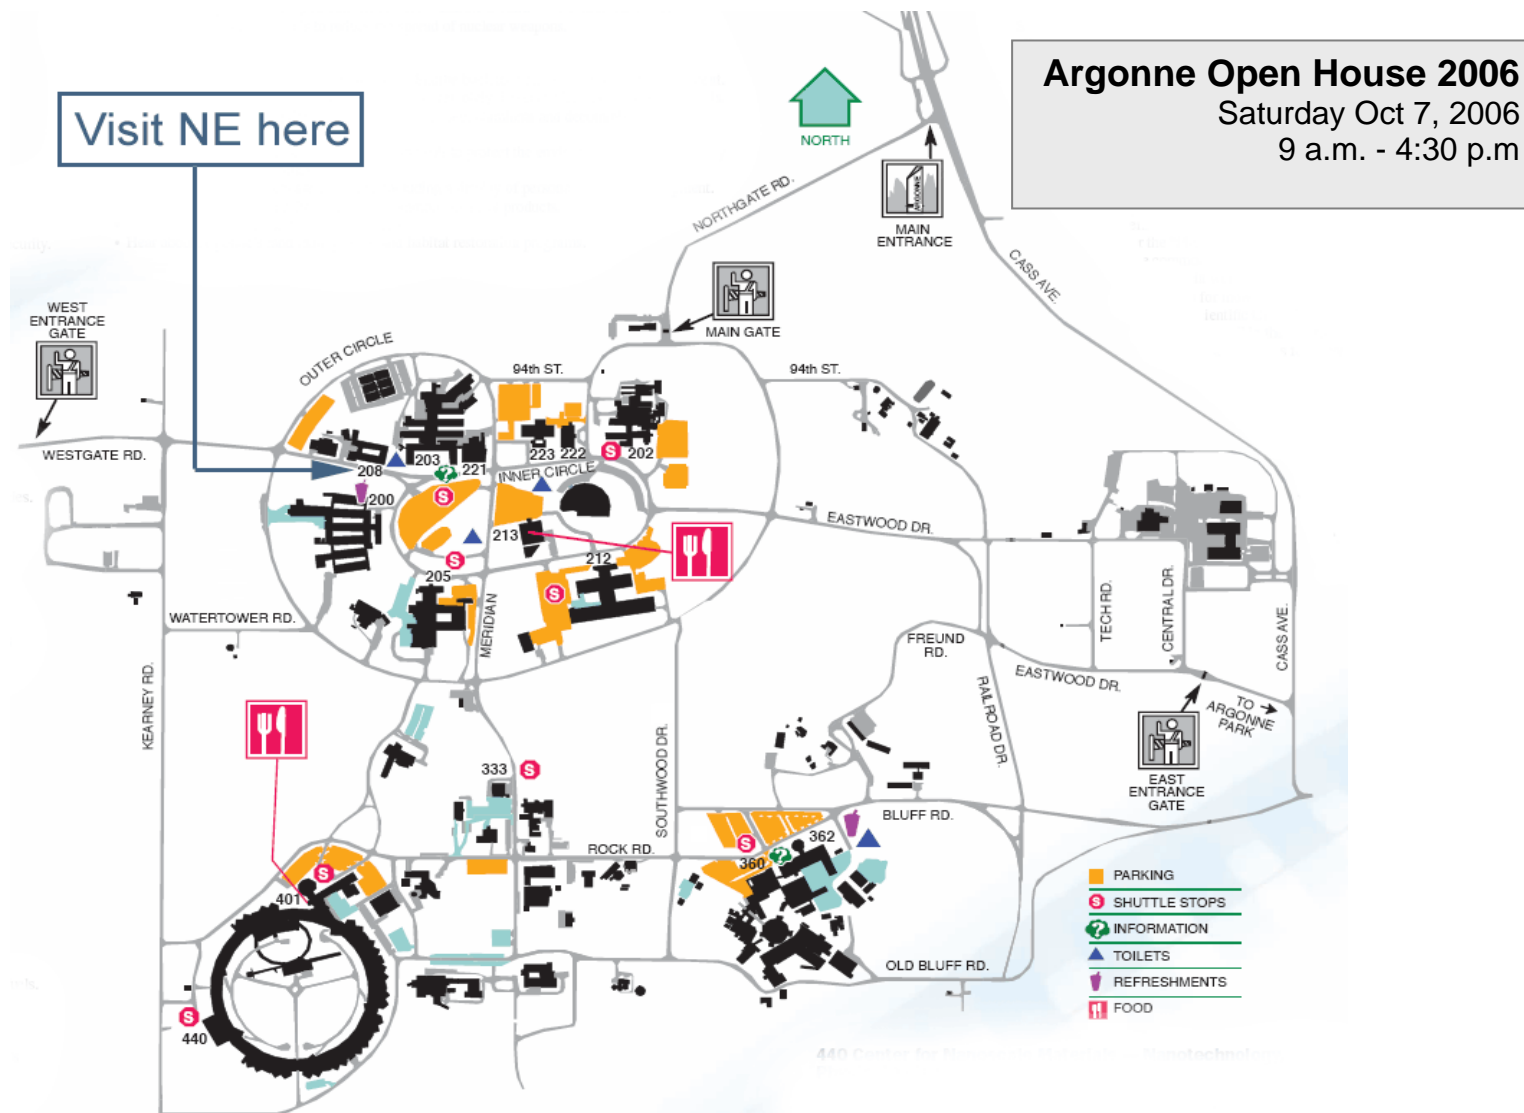 Argonne Open House 2006
Saturday Oct 7, 2006
9 a.m. - 4:30 p.m
Visit NE here
NORTH
NORTHGATE RD.
ARGONNE
MAIN
ENTRANCE
CASS AVE.
WEST
ENTRANCE
GATE
MAIN GATE
OUTER CIRCLE
94th ST.
94th ST.
WESTGATE RD.
208
203
221
223
222
S
202
INNER CIRCLE
200
S
EASTWOOD DR.
213
S
205
212
S
WATERTOWER RD.
MERIDIAN
TECH RD.
CENTRAL DR.
CASS AVE.
FREUND
RD.
EASTWOOD DR.
KEARNEY RD.
RAILROAD DR.
TO
ARGONNE
PARK
SOUTHWOOD DR.
EAST
ENTRANCE
GATE
333
S
BLUFF RD.
362
S
360
ROCK RD.
S
401
PARKING
S SHUTTLE STOPS
? INFORMATION
TOILETS
REFRESHMENTS
FOOD
OLD BLUFF RD.
S
440